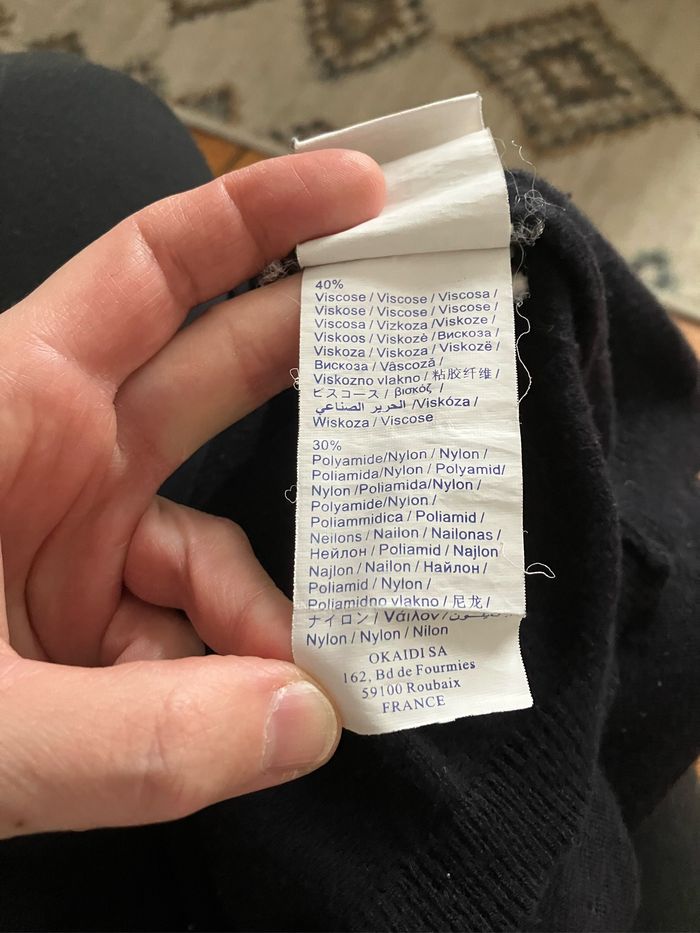 40%
Viscose / Viscose / Viscosa /
Viskose / Viscose / Viscose /
Viscosa / Vizkoza /Viskoze /
Viskoos / Viskozė /Вискоза /
Viskoza / Viskoza / Viskozë /
Вискоза / Vâscoză /
Viskozno vlakno / 粘胶纤维 /
ビスコース / βισκόζ /
الحرير الصناعي /Viskóza /
Wiskoza / Viscose
30%
Polyamide/Nylon / Nylon /
Poliamida/Nylon / Polyamid/
Nylon /Poliamida/Nylon /
Polyamide/Nylon /
Poliammidica / Poliamid /
Neilons / Nailon / Nailonas /
Нейлон / Poliamid / Najlon
Najlon / Nailon / Найлон /
Poliamid / Nylon /
Poliamidno vlakno / 尼龙 /
ナイロン / Νάιλον /
Nylon / Nylon / Nilon
OKAIDI SA
162, Bd de Fourmies
59100 Roubaix
FRANCE